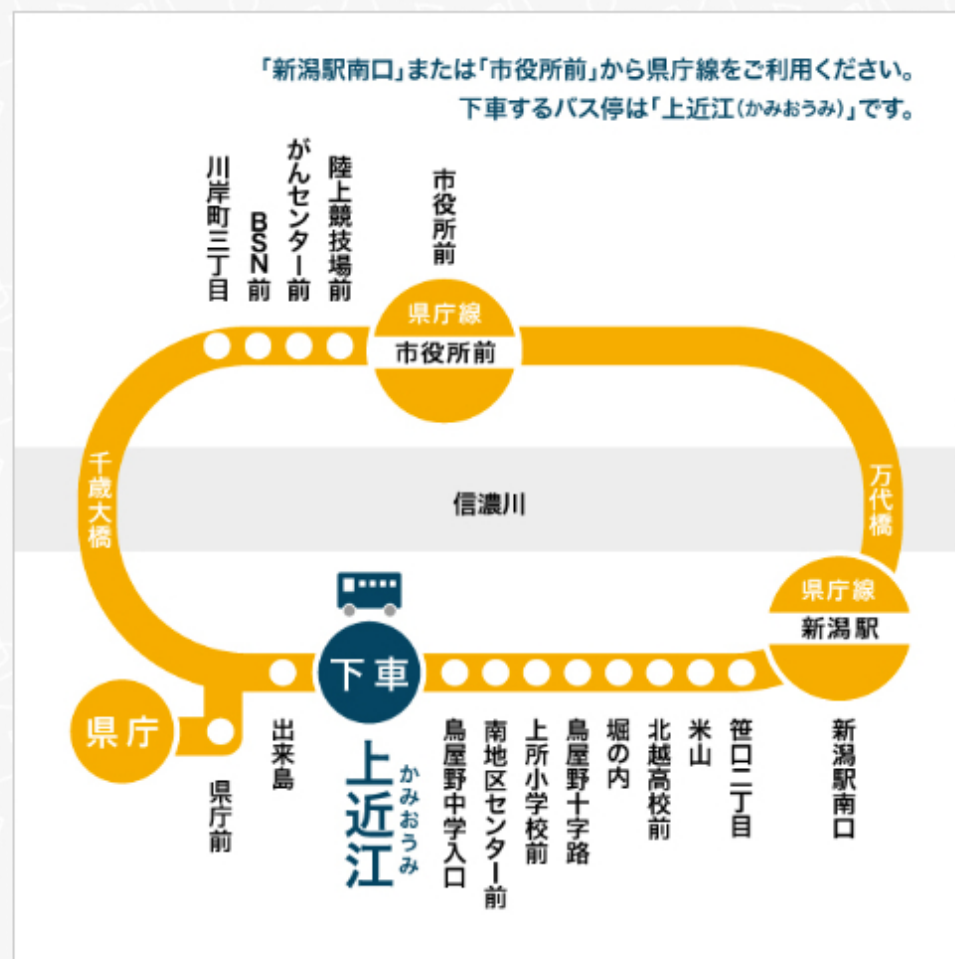 「新潟駅南口」または「市役所前」から県庁線をご利用ください。
下車するバス停は「上近江(かみおうみ)」です。
川岸町三丁目
BSN前
がんセンター前
陸上競技場前
市役所前
県庁線
市役所前
千歳大橋
信濃川
万代橋
県庁線
新潟駅
下車
県庁
県庁前
出来島
上近江
かみおうみ
鳥屋野中学入口
南地区センター前
上所小学校前
鳥屋野十字路
堀の内
北越高校前
米山
笹口二丁目
新潟駅南口